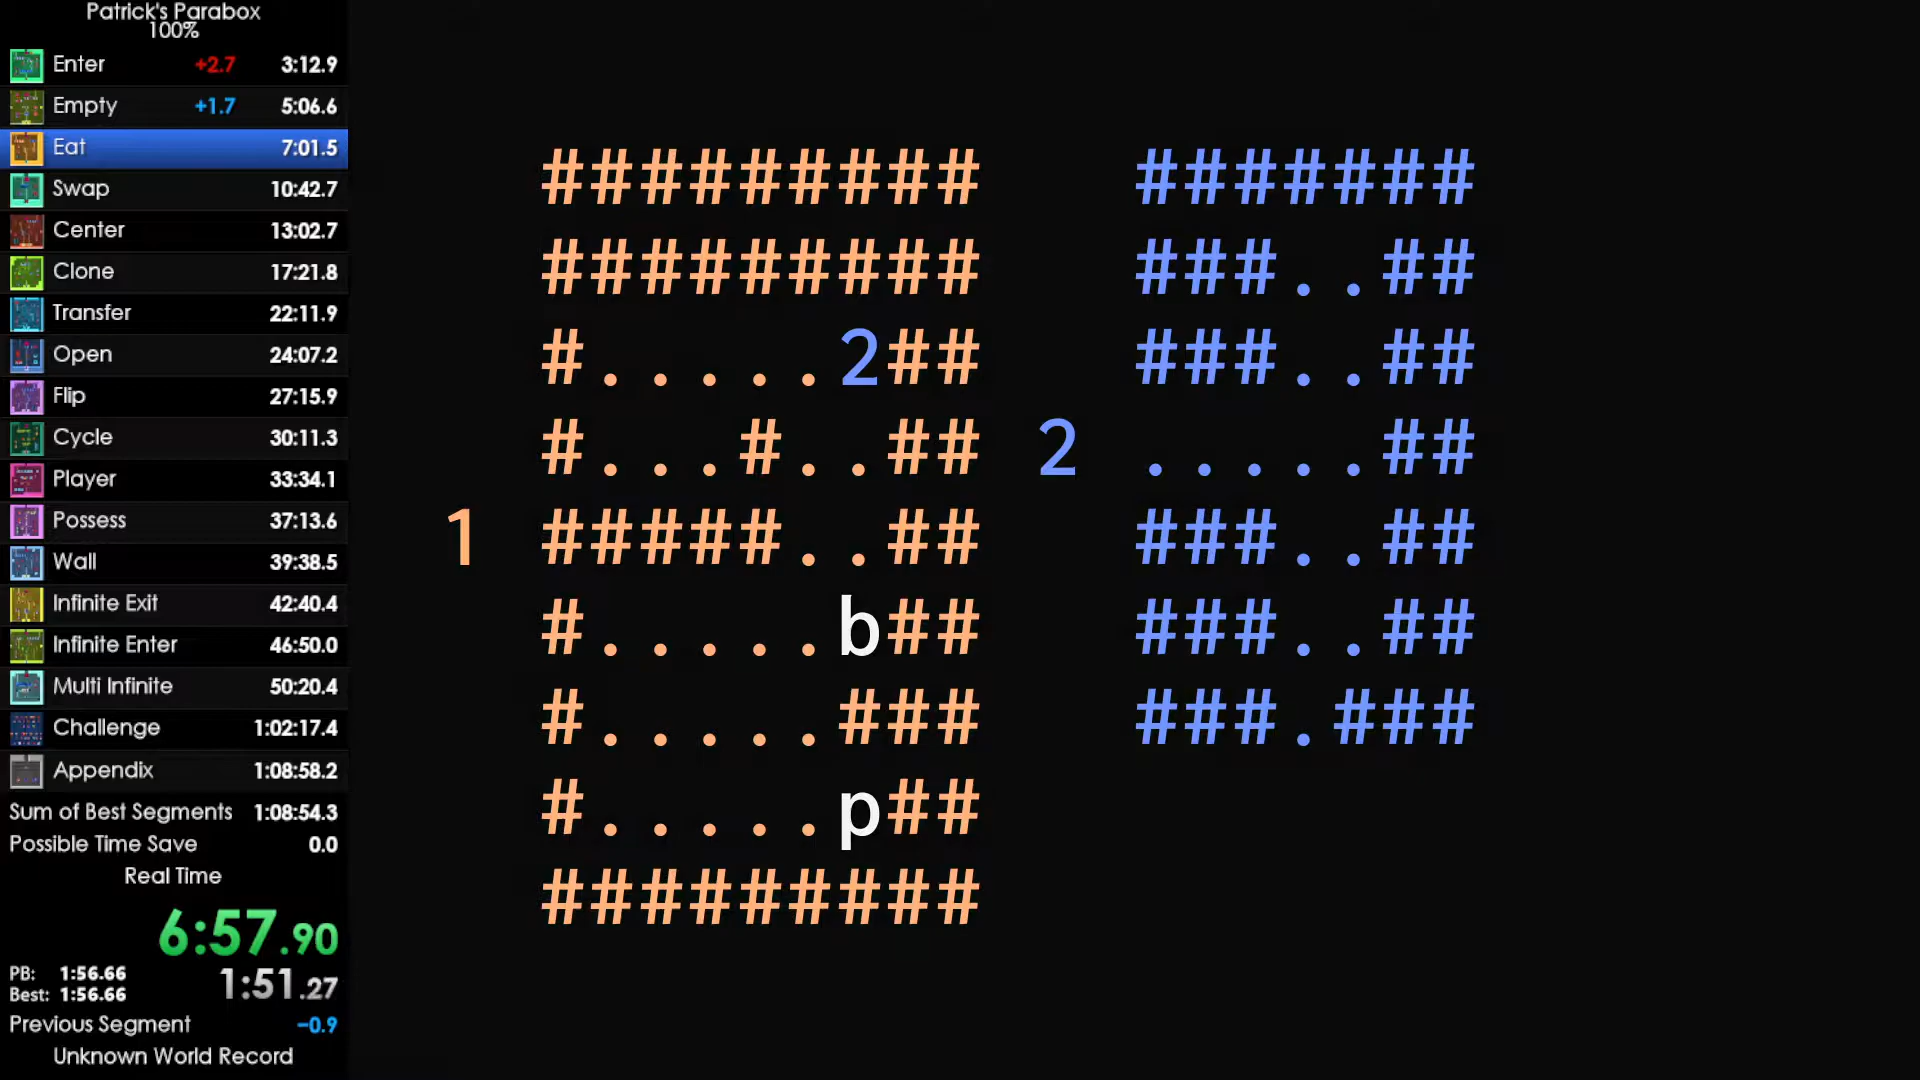 Patrick's Parabox
100%
Enter +2.7 3:12.9
Empty +1.7 5:06.6
Eat 7:01.5
Swap 10:42.7
Center 13:02.7
Clone 17:21.8
Transfer 22:11.9
Open 24:07.2
Flip 27:15.9
Cycle 30:11.3
Player 33:34.1
Possess 37:13.6
Wall 39:38.5
Infinite Exit 42:40.4
Infinite Enter 46:50.0
Multi Infinite 50:20.4
Challenge 1:02:17.4
Appendix 1:08:58.2
Sum of Best Segments 1:08:54.3
Possible Time Save 0.0
Real Time
6:57.90
PB: 1:56.66
Best: 1:56.66
1:51.27
Previous Segment -0.9
Unknown World Record
1
#########
#########
#.....2##
#...#..##
#####..##
#.....b##
#.....###
#.....p##
#########
2
#######
###..##
###..##
.....##
###..##
###..##
###.###